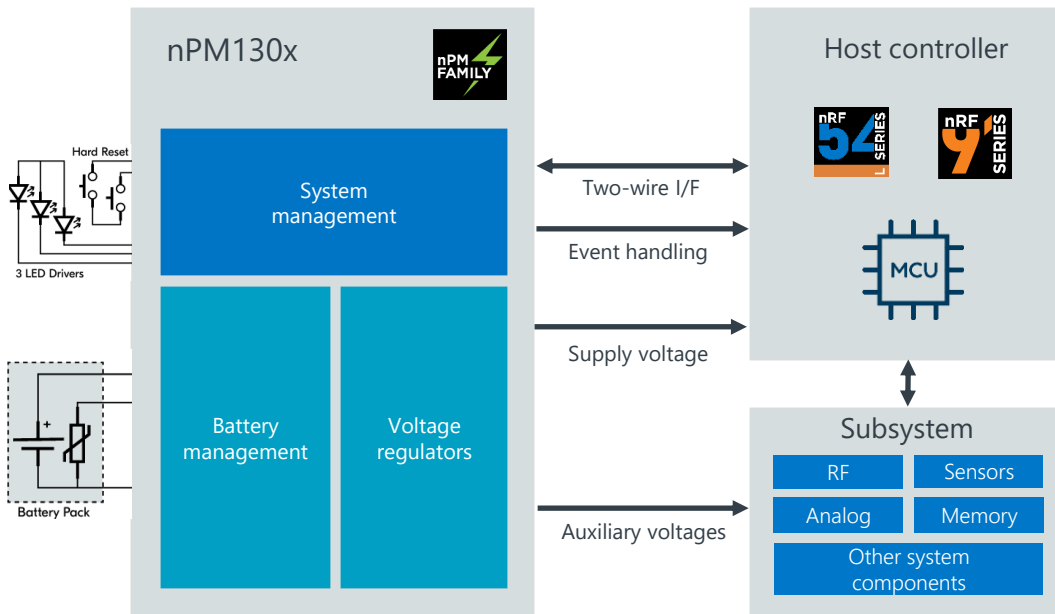 nPM130x
nPM
FAMILY
Host controller
nRF
54
L SERIES
nRF
9'
SERIES
Hard Reset
System
management
3 LED Drivers
Two-wire I/F
Event handling
MCU
Supply voltage
+
Battery
management
Voltage
regulators
Battery Pack
Auxiliary voltages
Subsystem
RF
Sensors
Analog
Memory
Other system
components